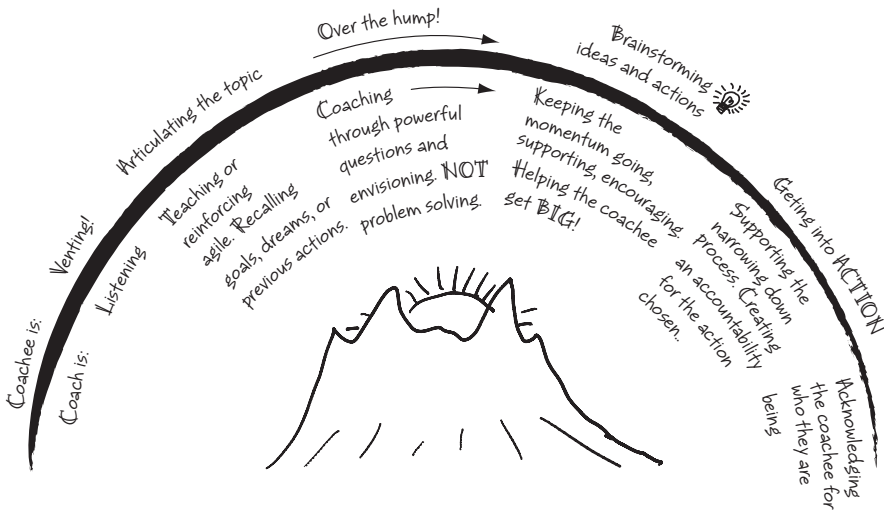 Coachee is:
Venting!
Articulating the topic
Over the hump!
Brainstorming
ideas and actions
Geting into ACTION
Coach is:
Listening
Teaching or
reinforcing
agile. Recalling
goals, dreams, or
previous actions.
Coaching
through powerful
questions and
envisioning. NOT
problem solving.
Keeping the
momentum going,
supporting, encouraging.
Helping the coachee
get BIG!
Supporting the
narrowing down
process. Creating
an accountability
for the action
chosen..
Acknowledging
the coachee for
who they are
being